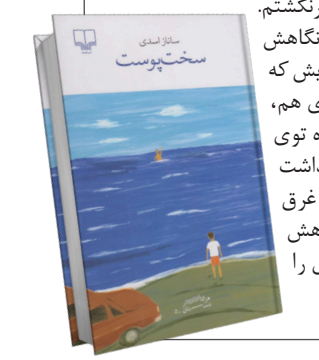 رنگشتم.
نگاهش
بش که
ی هم،
ه توی
داشت
غرق
هش
ی را
ساناز اسدی
سخت‌پوست